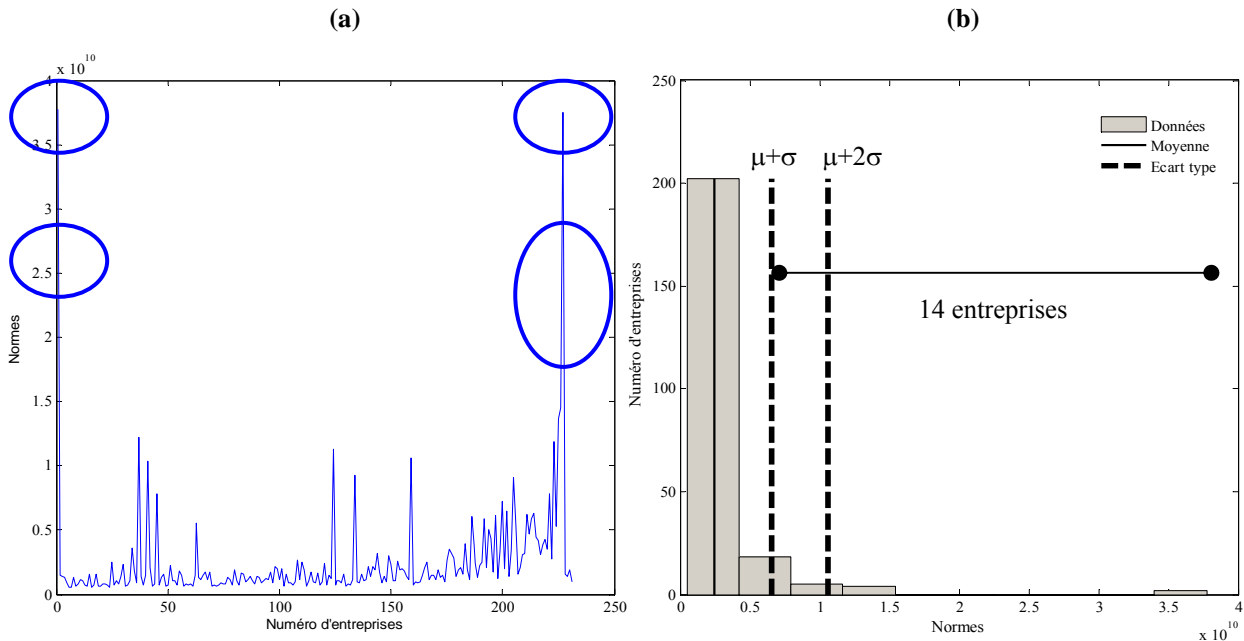 (a)
(b)
x 10^10
4
3.5
3
2.5
2
1.5
1
0.5
0
0
50
100
150
200
250
Normes
Numéro d'entreprises
250
200
150
100
50
0
0
0.5
1
1.5
2
2.5
3
3.5
4
x 10^10
Numéro d'entreprises
Normes
Données
Moyenne
Ecart type
μ+σ
μ+2σ
14 entreprises